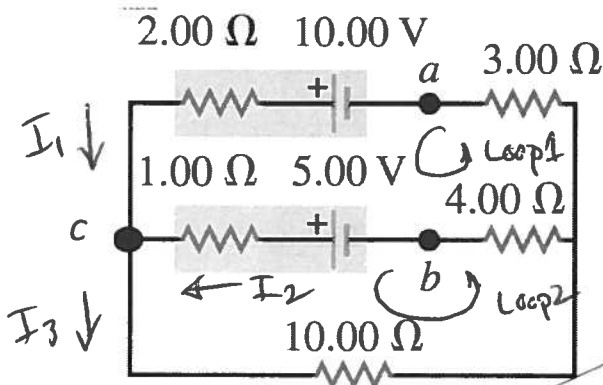 2.00 Ω 10.00 V
a 3.00 Ω
+
I₁ ↓
Loop1
1.00 Ω 5.00 V
4.00 Ω
c
+
← I₂
b
Loop2
I₃ ↓
10.00 Ω